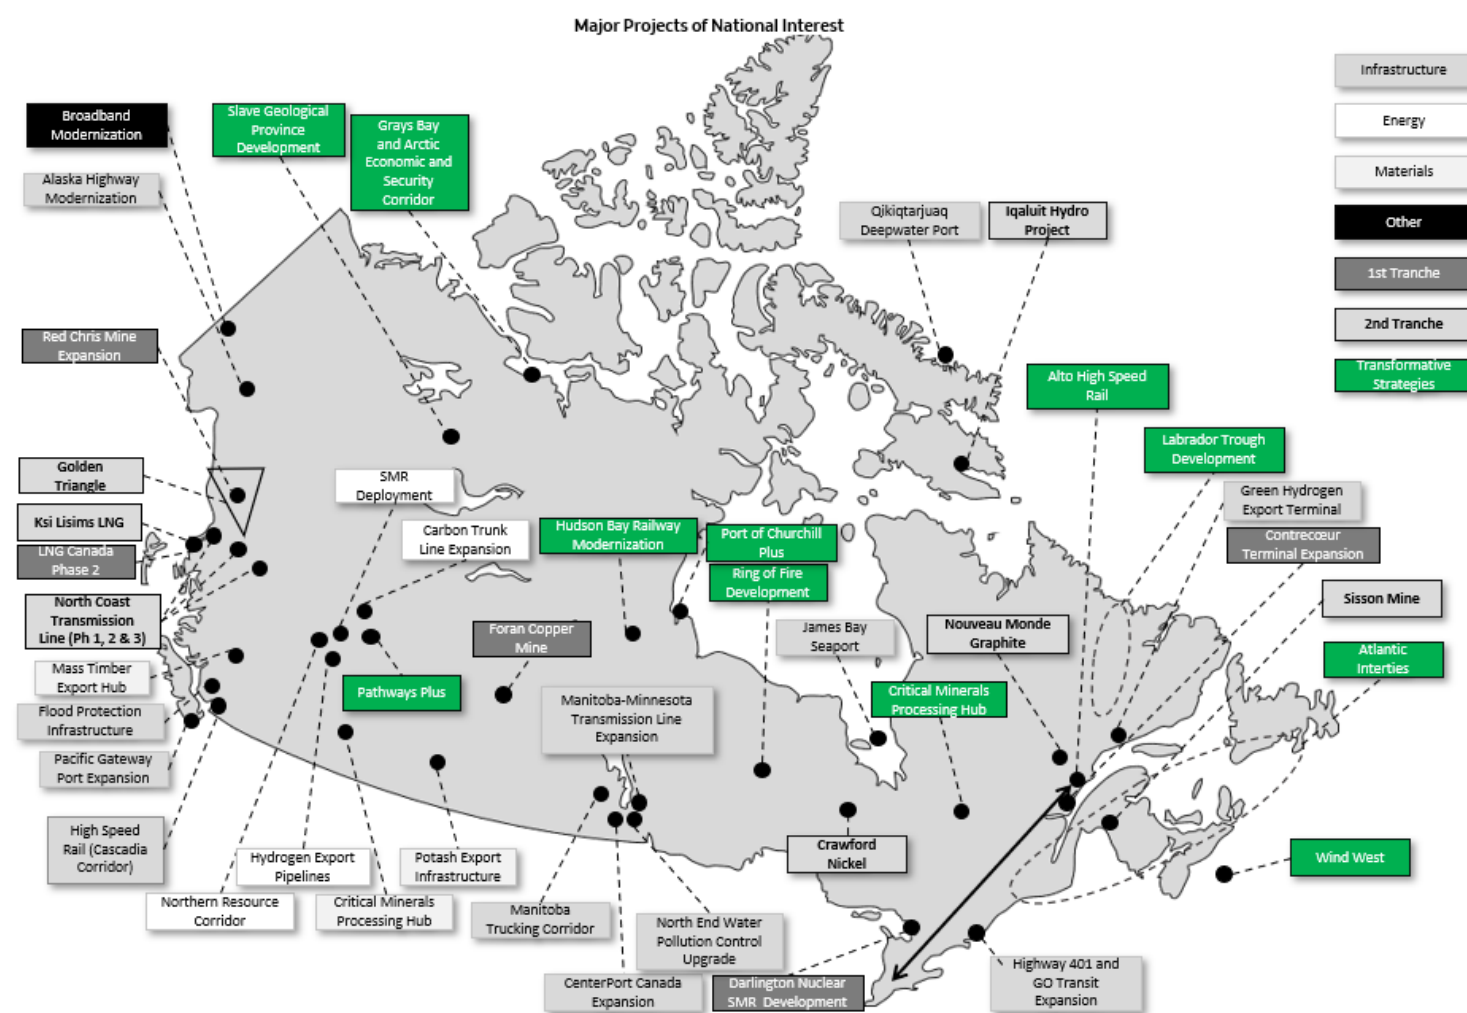 Major Projects of National Interest
Infrastructure
Energy
Materials
Other
1st Tranche
2nd Tranche
Transformative
Strategies
Broadband
Modernization
Slave Geological
Province
Development
Grays Bay
and Arctic
Economic and
Security
Corridor
Alaska Highway
Modernization
Qikiqtarjuaq
Deepwater Port
Iqaluit Hydro
Project
Red Chris Mine
Expansion
Alto High Speed
Rail
Labrador Trough
Development
Golden
Triangle
SMR
Deployment
Green Hydrogen
Export Terminal
Ksi Lisims LNG
Carbon Trunk
Line Expansion
Hudson Bay Railway
Modernization
Port of Churchill
Plus
Contrecœur
Terminal Expansion
LNG Canada
Phase 2
Ring of Fire
Development
Sisson Mine
North Coast
Transmission
Line (Ph 1, 2 & 3)
Foran Copper
Mine
James Bay
Seaport
Nouveau Monde
Graphite
Atlantic
Interties
Mass Timber
Export Hub
Pathways Plus
Critical Minerals
Processing Hub
Manitoba-Minnesota
Transmission Line
Expansion
Flood Protection
Infrastructure
Pacific Gateway
Port Expansion
High Speed
Rail (Cascadia
Corridor)
Hydrogen Export
Pipelines
Potash Export
Infrastructure
Crawford
Nickel
Wind West
Northern Resource
Corridor
Critical Minerals
Processing Hub
Manitoba
Trucking Corridor
North End Water
Pollution Control
Upgrade
CenterPort Canada
Expansion
Darlington Nuclear
SMR Development
Highway 401 and
GO Transit
Expansion